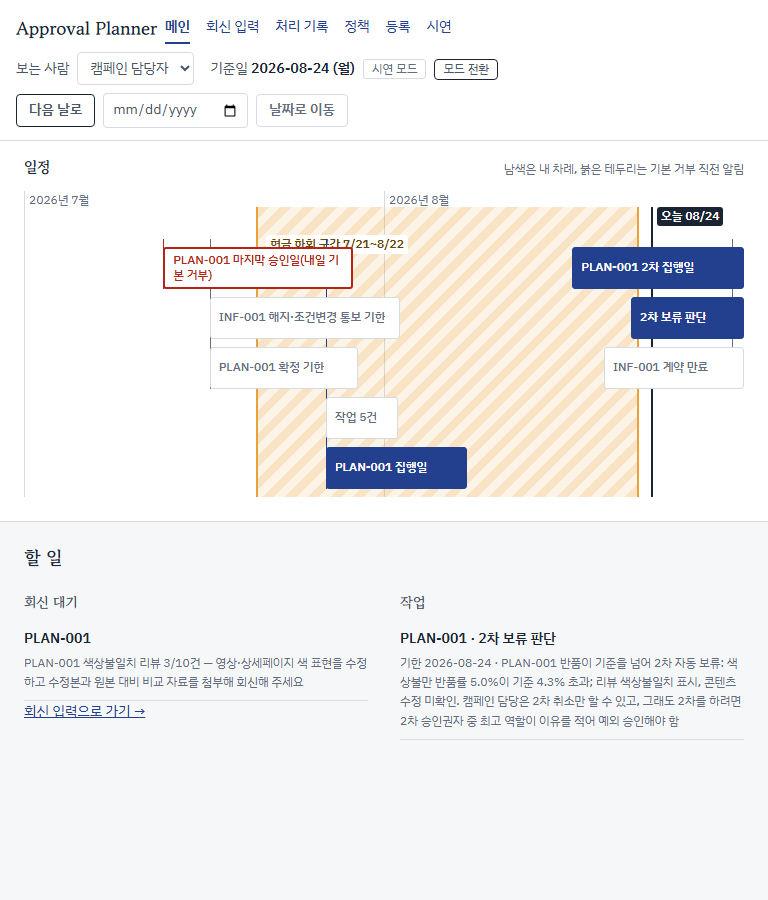 Approval Planner 메인 회신 입력 처리 기록 정책 등록 시연
보는 사람 캠페인 담당자 기준일 2026-08-24 (월) 시연 모드 모드 전환
다음 날로 mm/dd/yyyy 날짜로 이동
일정 남색은 내 차례, 붉은 테두리는 기본 거부 직전 알림
2026년 7월 2026년 8월
오늘 08/24
현금 회회 구간 7/21~8/22
PLAN-001 마지막 승인일(내일 기
본 거부)
PLAN-001 2차 집행일
INF-001 해지·조건변경 통보 기한
2차 보류 판단
PLAN-001 확정 기한
INF-001 계약 만료
작업 5건
PLAN-001 집행일
할 일
회신 대기
PLAN-001
PLAN-001 색상불일치 리뷰 3/10건 — 영상·상세페이지 색 표현을 수정
하고 수정본과 원본 대비 비교 자료를 첨부해 회신해 주세요
회신 입력으로 가기 →
작업
PLAN-001 · 2차 보류 판단
기한 2026-08-24 · PLAN-001 반품이 기준을 넘어 2차 자동 보류: 색
상불만 반품률 5.0%이 기준 4.3% 초과; 리뷰 색상불일치 표시, 콘텐츠
수정 미확인. 캠페인 담당은 2차 취소만 할 수 있고, 그래도 2차를 하려면
2차 승인권자 중 최고 역할이 이유를 적어 예외 승인해야 함